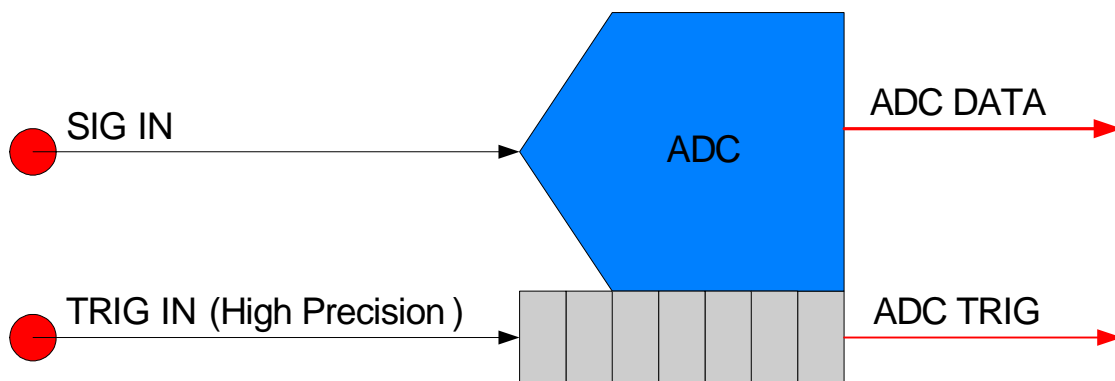 SIG IN
ADC DATA
ADC
TRIG IN (High Precision )
ADC TRIG